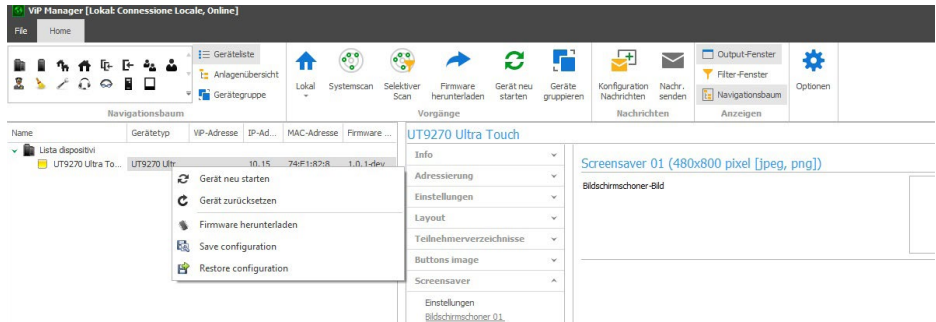 ViP Manager [Lokal: Connessione Locale, Online]
File Home
Geräteliste
Anlagenübersicht
Gerätegruppe
Lokal
Systemscan
Selektiver Scan
Firmware herunterladen
Gerät neu starten
Geräte gruppieren
Konfiguration Nachrichten
Nachr. senden
Output-Fenster
Filter-Fenster
Navigationsbaum
Optionen
Navigationsbaum Vorgänge Nachrichten Anzeigen
Name Gerätetyp ViP-Adresse IP-Ad... MAC-Adresse Firmware ...
Lista dispositivi
UT9270 Ultra To... UT9270 Ultr 10.15 74:F1:82:8 1.0.1-dev
Gerät neu starten
Gerät zurücksetzen
Firmware herunterladen
Save configuration
Restore configuration
UT9270 Ultra Touch
Info
Adressierung
Einstellungen
Layout
Teilnehmerverzeichnisse
Buttons image
Screensaver
Einstellungen
Bildschirmschoner 01
Screensaver 01 (480x800 pixel [jpeg, png])
Bildschirmschoner-Bild